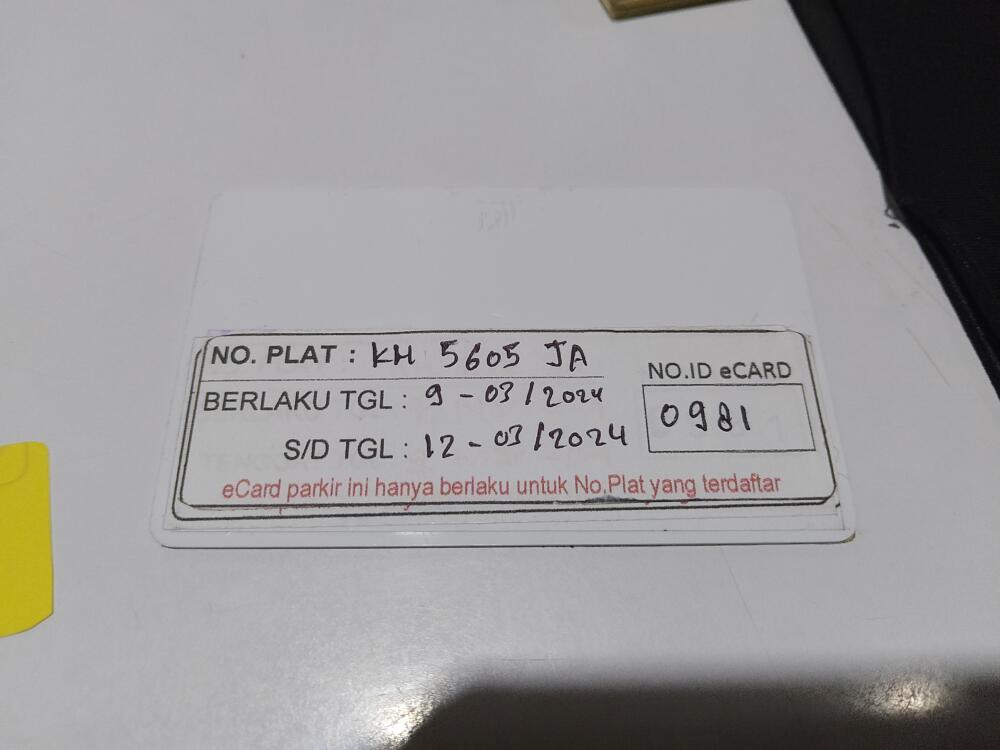 NO. PLAT : KH 5605 JA
NO.ID eCARD
BERLAKU TGL : 9 - 03 / 2024
0981
S/D TGL : 12 - 03 / 2024
eCard parkir ini hanya berlaku untuk No.Plat yang terdaftar